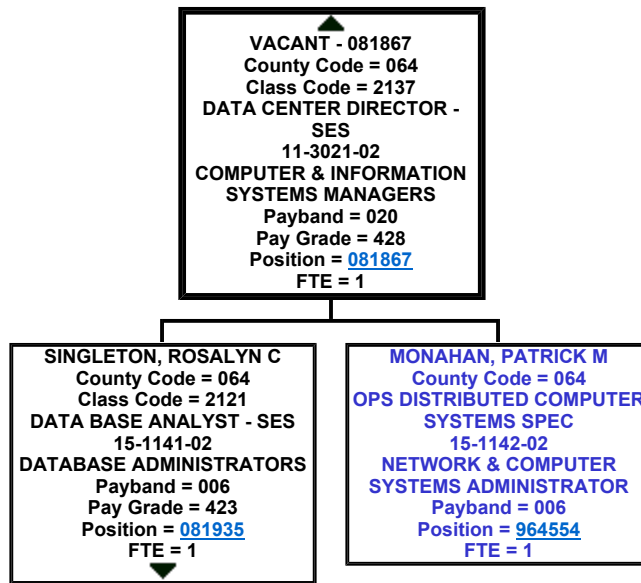 VACANT - 081867
County Code = 064
Class Code = 2137
DATA CENTER DIRECTOR -
SES
11-3021-02
COMPUTER & INFORMATION
SYSTEMS MANAGERS
Payband = 020
Pay Grade = 428
Position = 081867
FTE = 1
SINGLETON, ROSALYN C
County Code = 064
Class Code = 2121
DATA BASE ANALYST - SES
15-1141-02
DATABASE ADMINISTRATORS
Payband = 006
Pay Grade = 423
Position = 081935
FTE = 1
MONAHAN, PATRICK M
County Code = 064
OPS DISTRIBUTED COMPUTER
SYSTEMS SPEC
15-1142-02
NETWORK & COMPUTER
SYSTEMS ADMINISTRATOR
Payband = 006
Position = 964554
FTE = 1